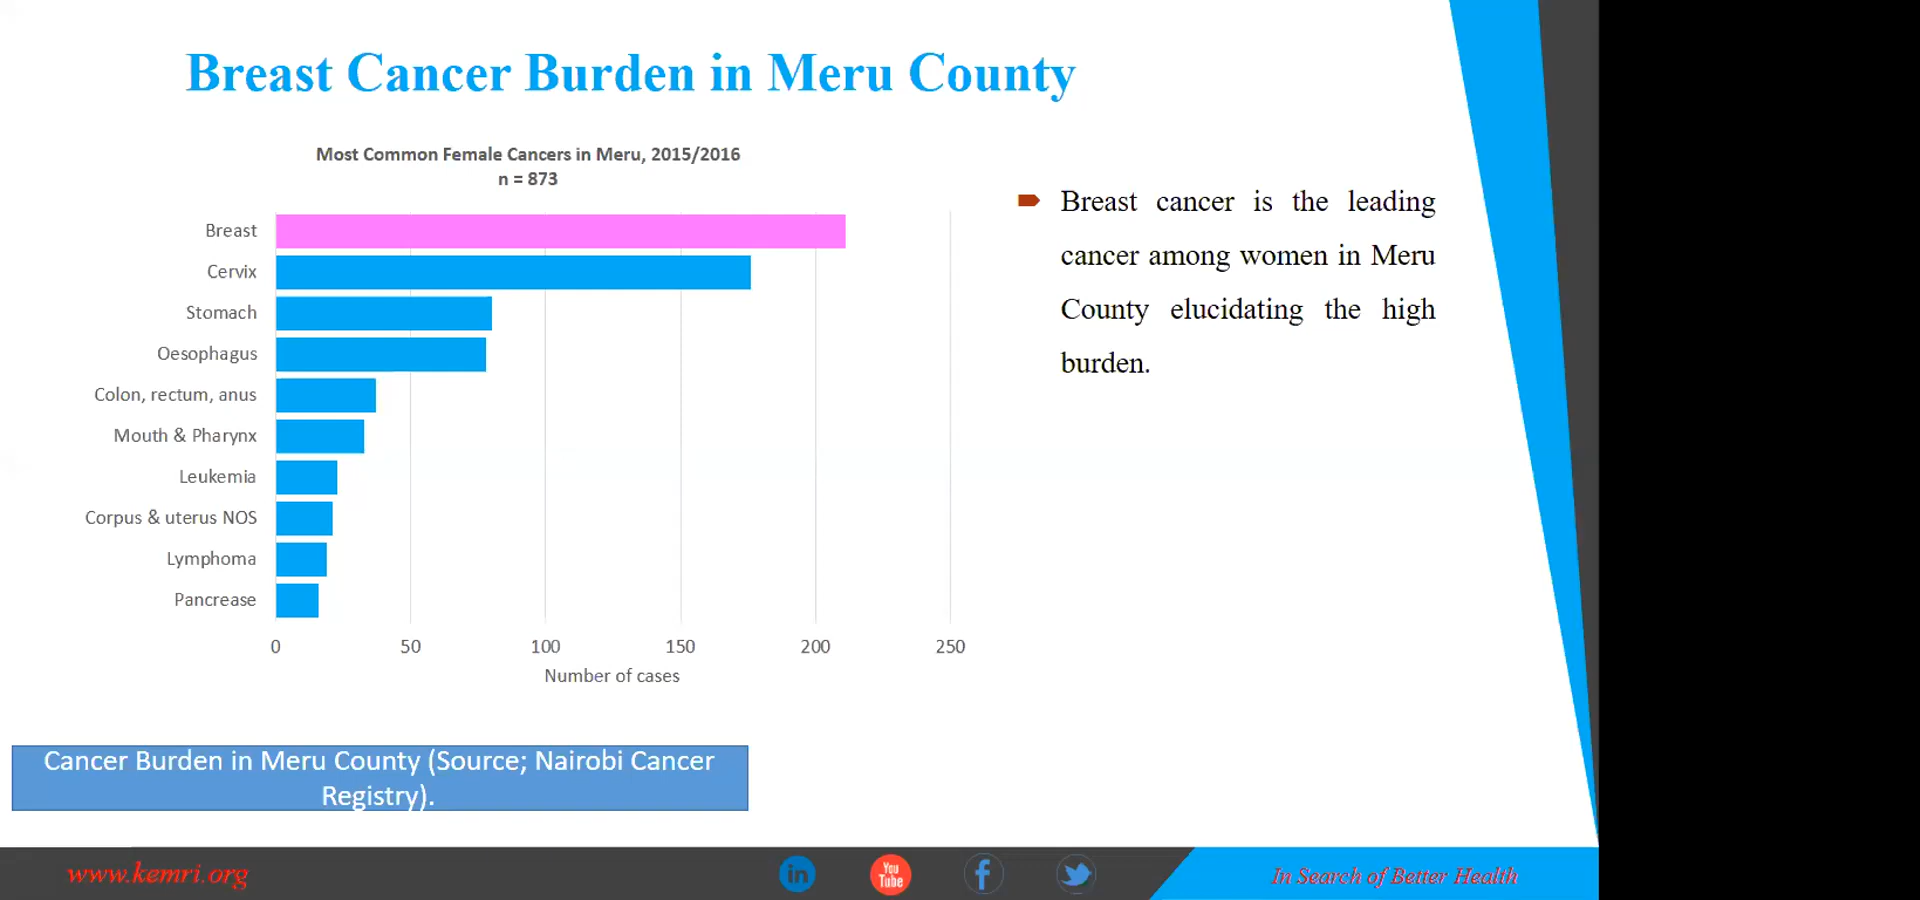 Breast Cancer Burden in Meru County
Most Common Female Cancers in Meru, 2015/2016
n = 873
Breast
Cervix
Stomach
Oesophagus
Colon, rectum, anus
Mouth & Pharynx
Leukemia
Corpus & uterus NOS
Lymphoma
Pancrease
0 50 100 150 200 250
Number of cases
Breast cancer is the leading
cancer among women in Meru
County elucidating the high
burden.
Cancer Burden in Meru County (Source; Nairobi Cancer
Registry).
www.kemri.org
in
You
Tube
f
In Search of Better Health